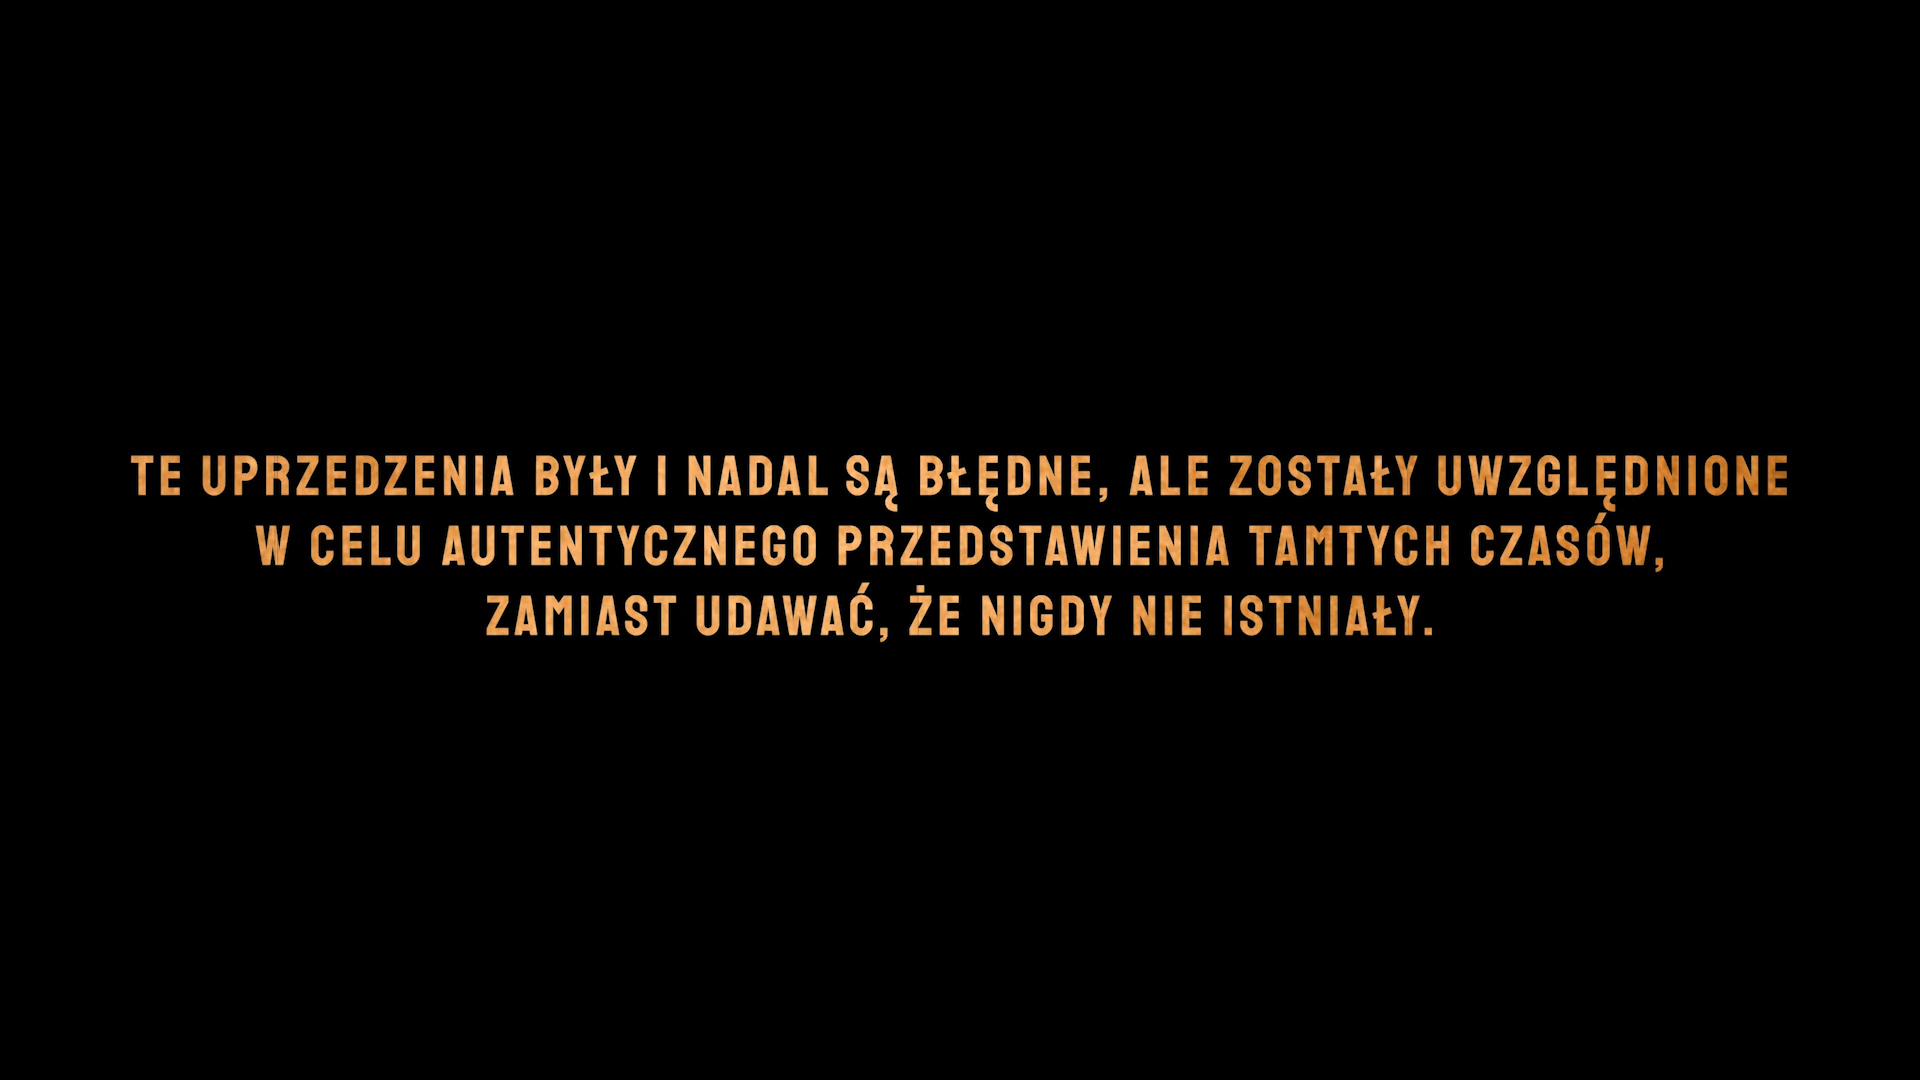 TE UPRZEDZENIA BYŁY I NADAL SĄ BŁĘDNE, ALE ZOSTAŁY UWZGLĘDNIONE
W CELU AUTENTYCZNEGO PRZEDSTAWIENIA TAMTYCH CZASÓW,
ZAMIAST UDAWAĆ, ŻE NIGDY NIE ISTNIAŁY.